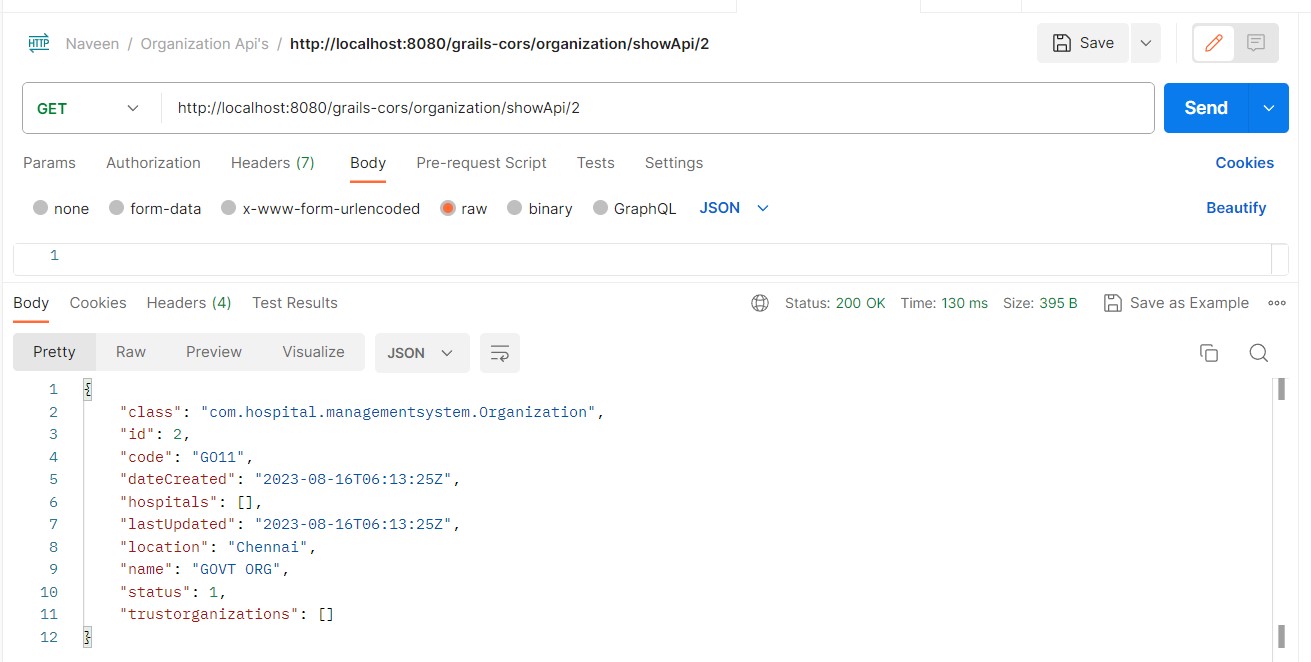 HTTP Naveen / Organization Api's / http://localhost:8080/grails-cors/organization/showApi/2 Save
GET http://localhost:8080/grails-cors/organization/showApi/2 Send
Params Authorization Headers (7) Body Pre-request Script Tests Settings Cookies
none form-data x-www-form-urlencoded raw binary GraphQL JSON Beautify
1
Body Cookies Headers (4) Test Results Status: 200 OK Time: 130 ms Size: 395 B Save as Example
Pretty Raw Preview Visualize JSON
1 {
2 "class": "com.hospital.managementsystem.Organization",
3 "id": 2,
4 "code": "GO11",
5 "dateCreated": "2023-08-16T06:13:25Z",
6 "hospitals": [],
7 "lastUpdated": "2023-08-16T06:13:25Z",
8 "location": "Chennai",
9 "name": "GOVT ORG",
10 "status": 1,
11 "trustorganizations": []
12 }